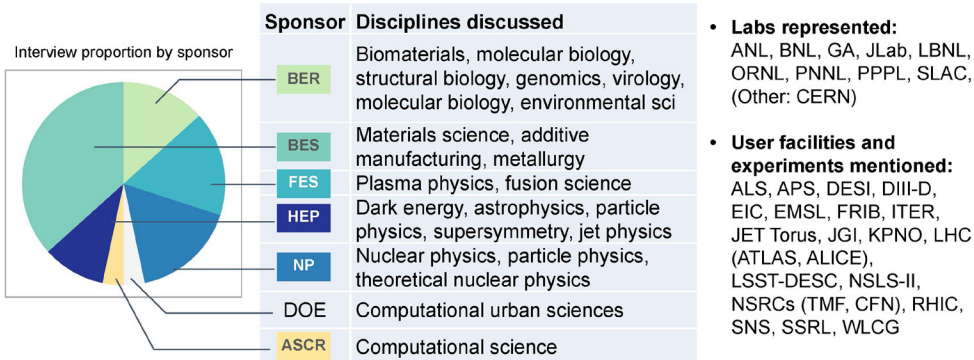 Interview proportion by sponsor
Sponsor Disciplines discussed
BER
Biomaterials, molecular biology,
structural biology, genomics, virology,
molecular biology, environmental sci
BES
Materials science, additive
manufacturing, metallurgy
FES
Plasma physics, fusion science
HEP
Dark energy, astrophysics, particle
physics, supersymmetry, jet physics
NP
Nuclear physics, particle physics,
theoretical nuclear physics
DOE
Computational urban sciences
ASCR
Computational science
• Labs represented:
ANL, BNL, GA, JLab, LBNL,
ORNL, PNNL, PPPL, SLAC,
(Other: CERN)
• User facilities and
experiments mentioned:
ALS, APS, DESI, DIII-D,
EIC, EMSL, FRIB, ITER,
JET Torus, JGI, KPNO, LHC
(ATLAS, ALICE),
LSST-DESC, NSLS-II,
NSRCs (TMF, CFN), RHIC,
SNS, SSRL, WLCG